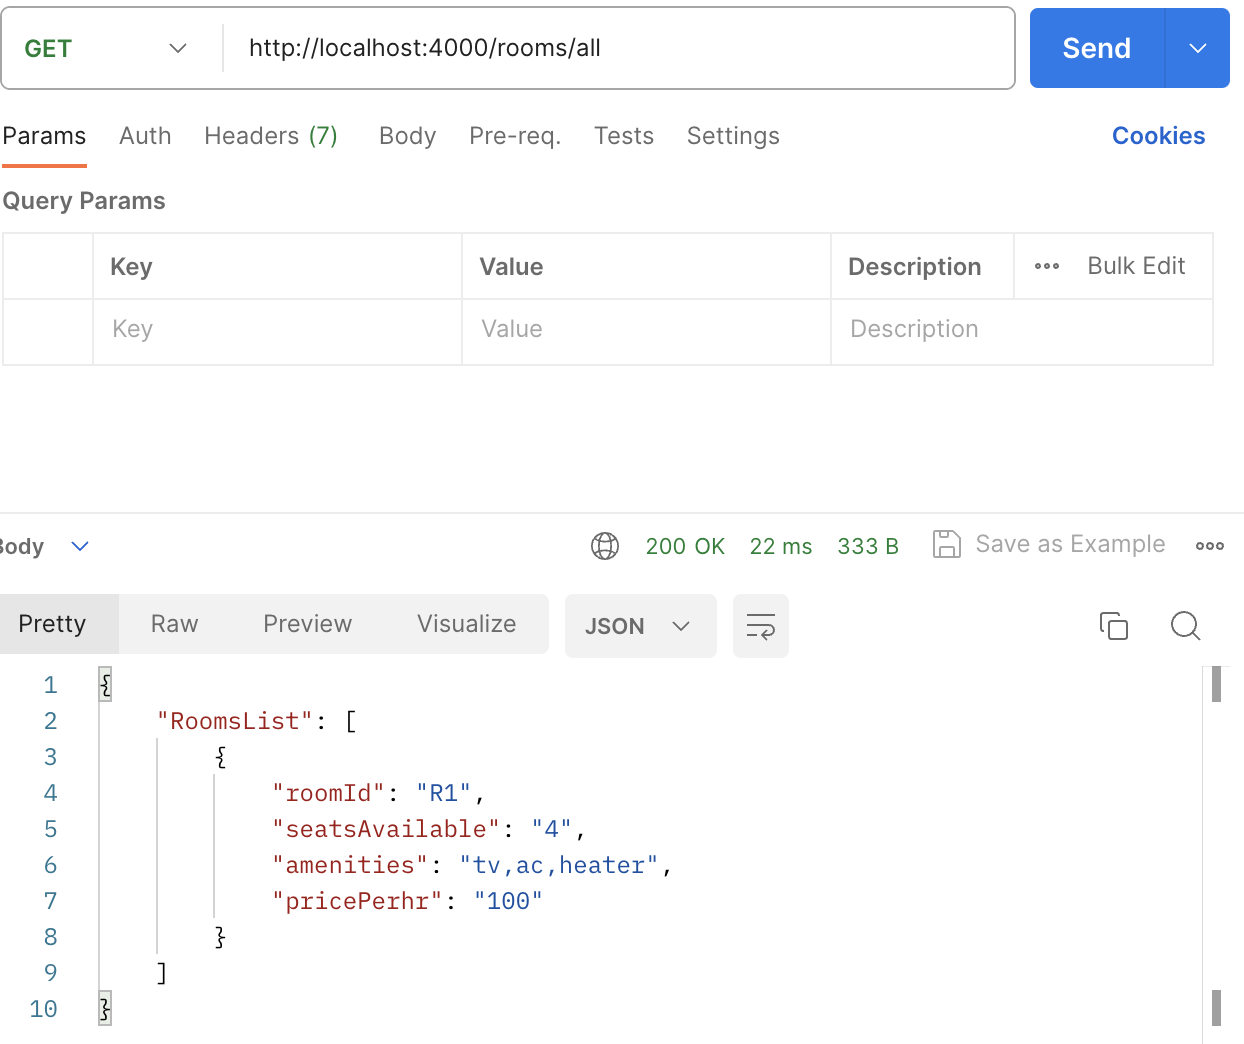 GET http://localhost:4000/rooms/all Send
Params Auth Headers (7) Body Pre-req. Tests Settings Cookies
Query Params
Key Value Description Bulk Edit
Key Value Description
Body 200 OK 22 ms 333 B Save as Example
Pretty Raw Preview Visualize JSON
1 {
2 "RoomsList": [
3 {
4 "roomId": "R1",
5 "seatsAvailable": "4",
6 "amenities": "tv,ac,heater",
7 "pricePerhr": "100"
8 }
9 ]
10 }